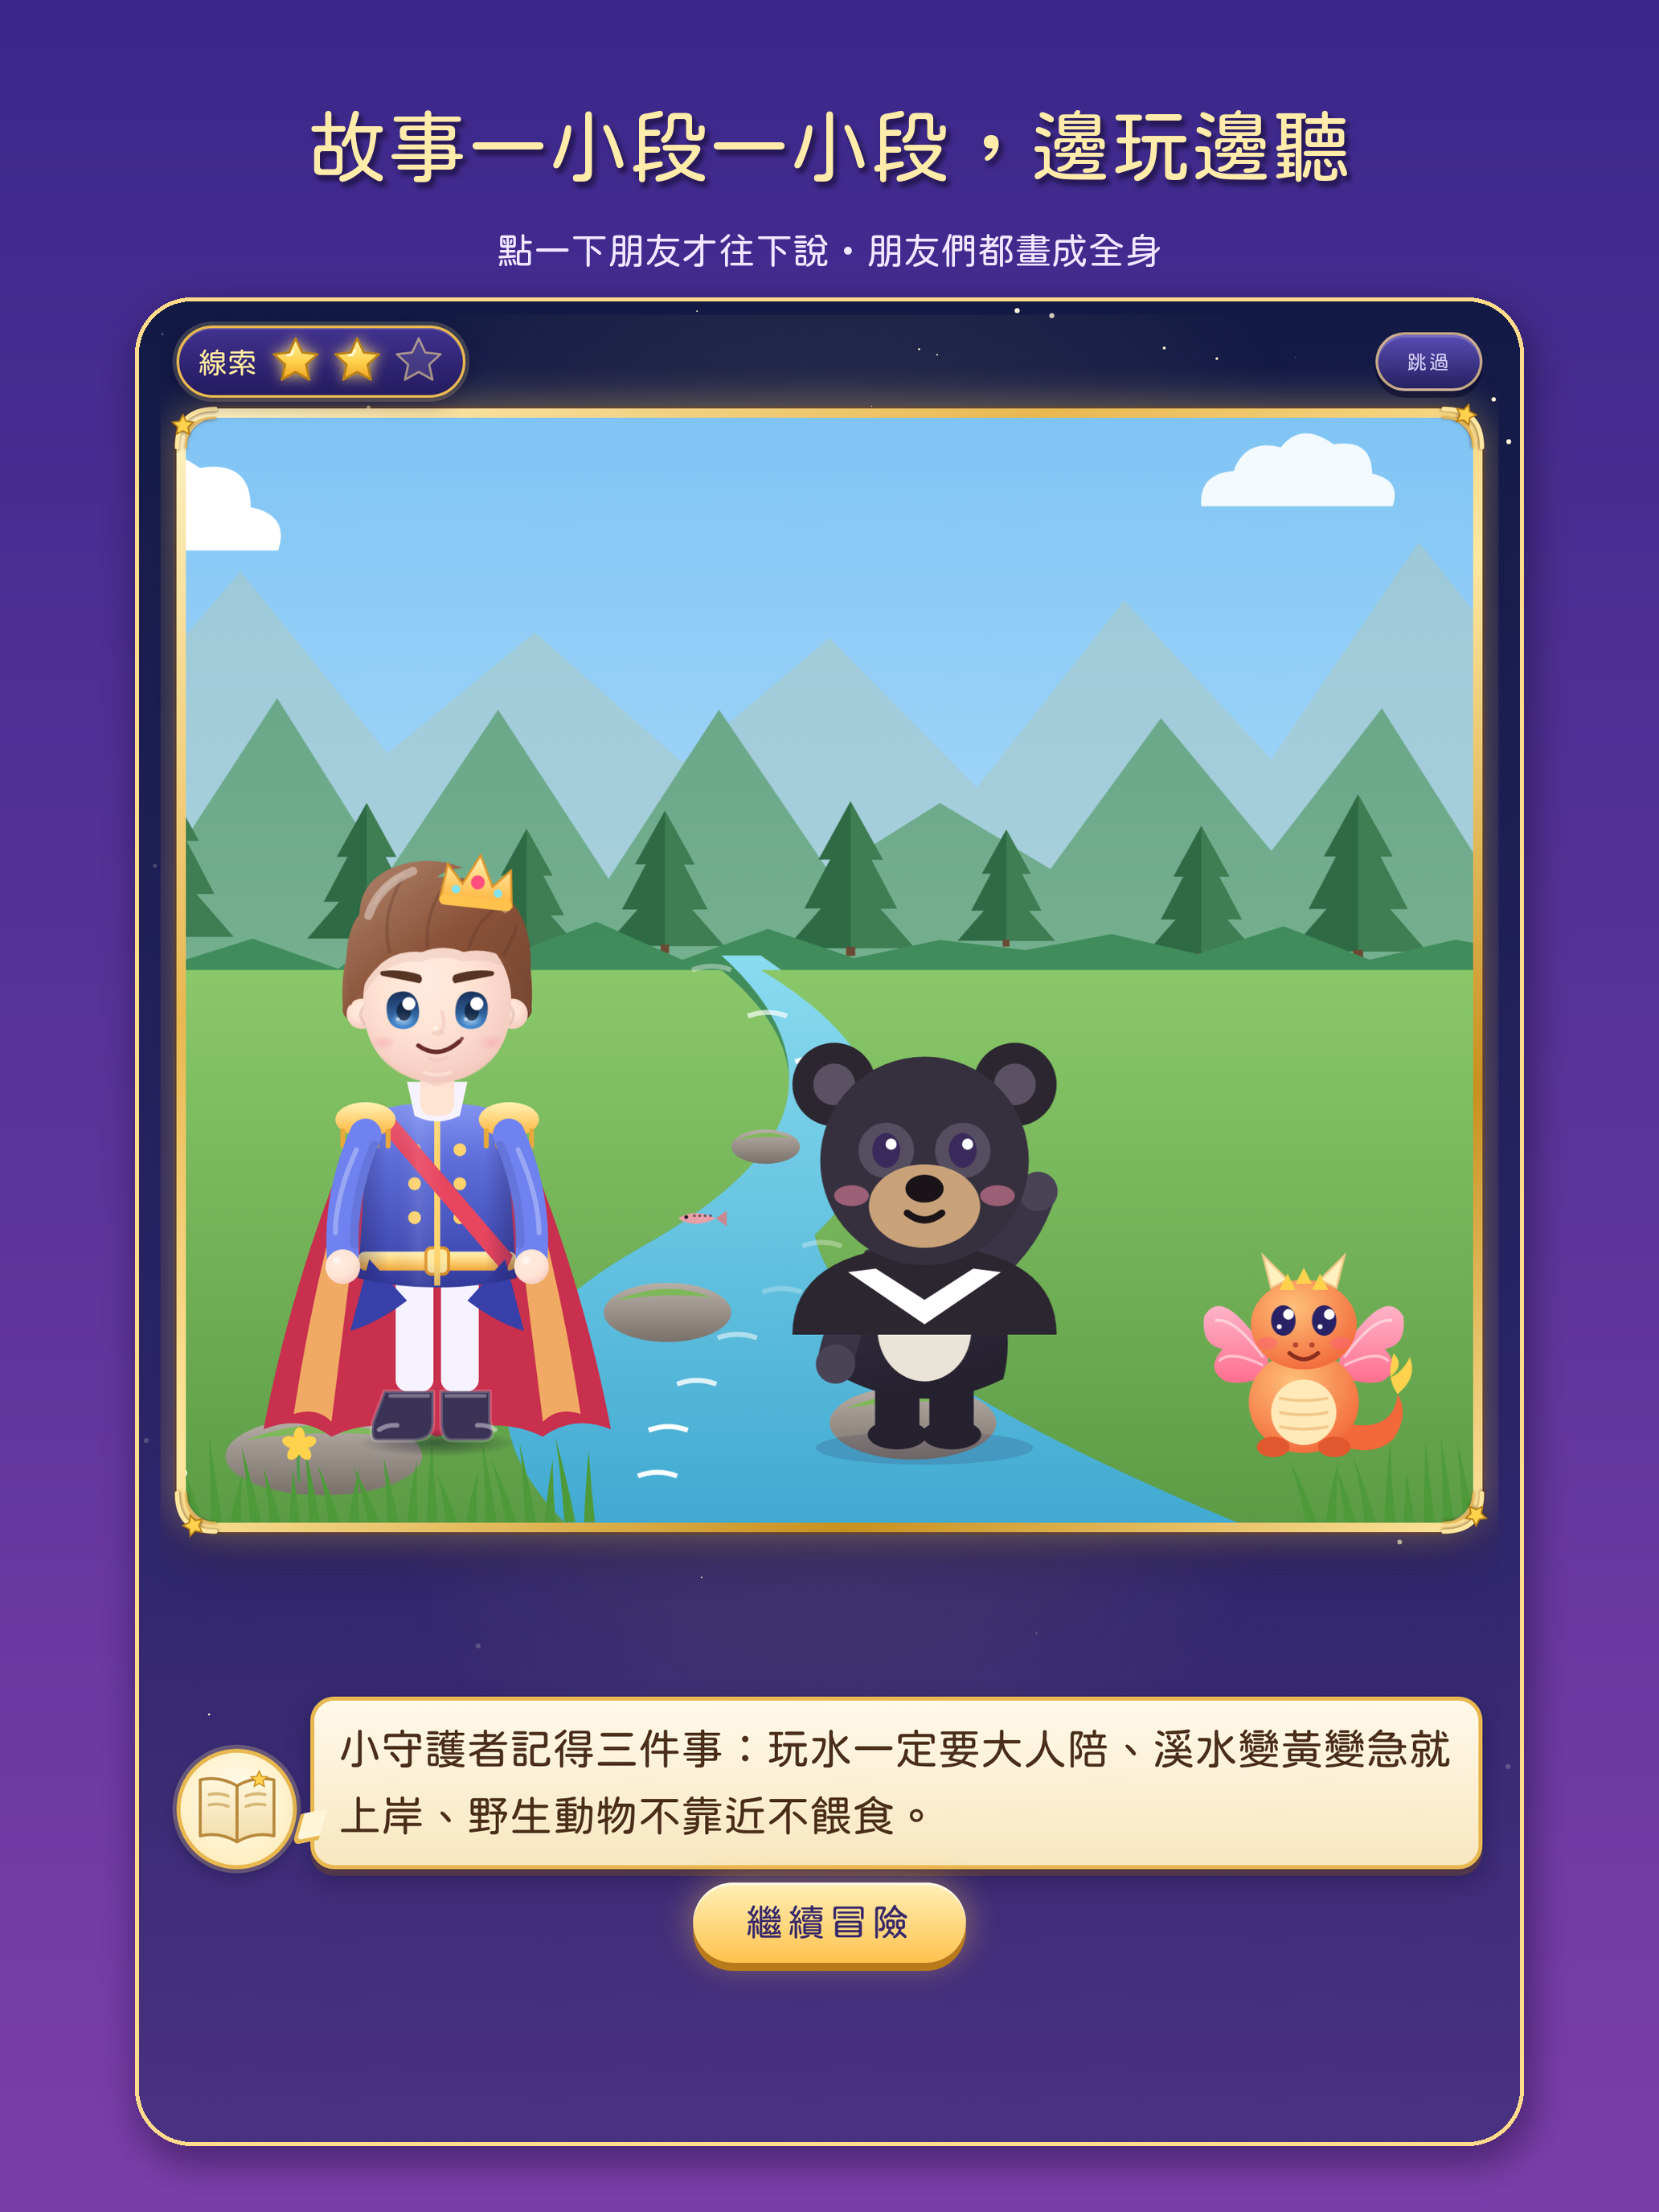 故事一小段一小段，邊玩邊聽
點一下朋友才往下說・朋友們都畫成全身
線索
跳過
小守護者記得三件事：玩水一定要大人陪、溪水變黃變急就
上岸、野生動物不靠近不餵食。
繼續冒險